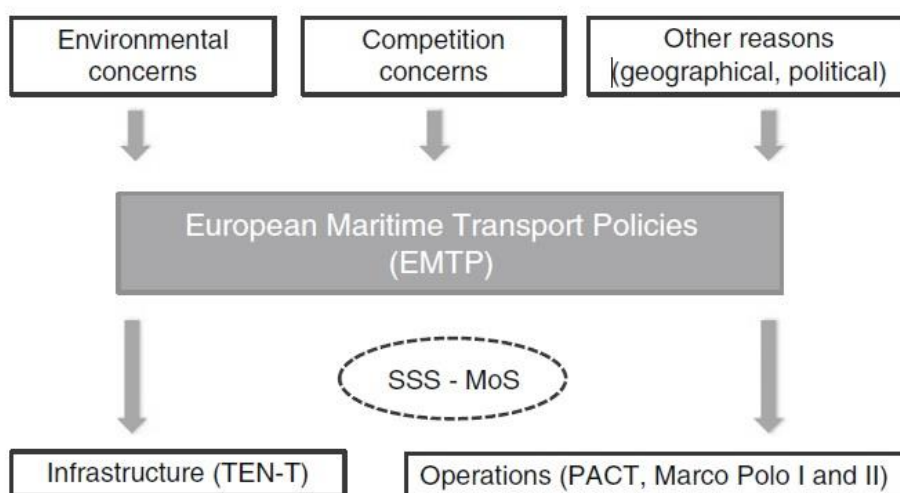 Environmental
concerns
Competition
concerns
Other reasons
(geographical, political)
European Maritime Transport Policies
(EMTP)
SSS - MoS
Infrastructure (TEN-T)
Operations (PACT, Marco Polo I and II)